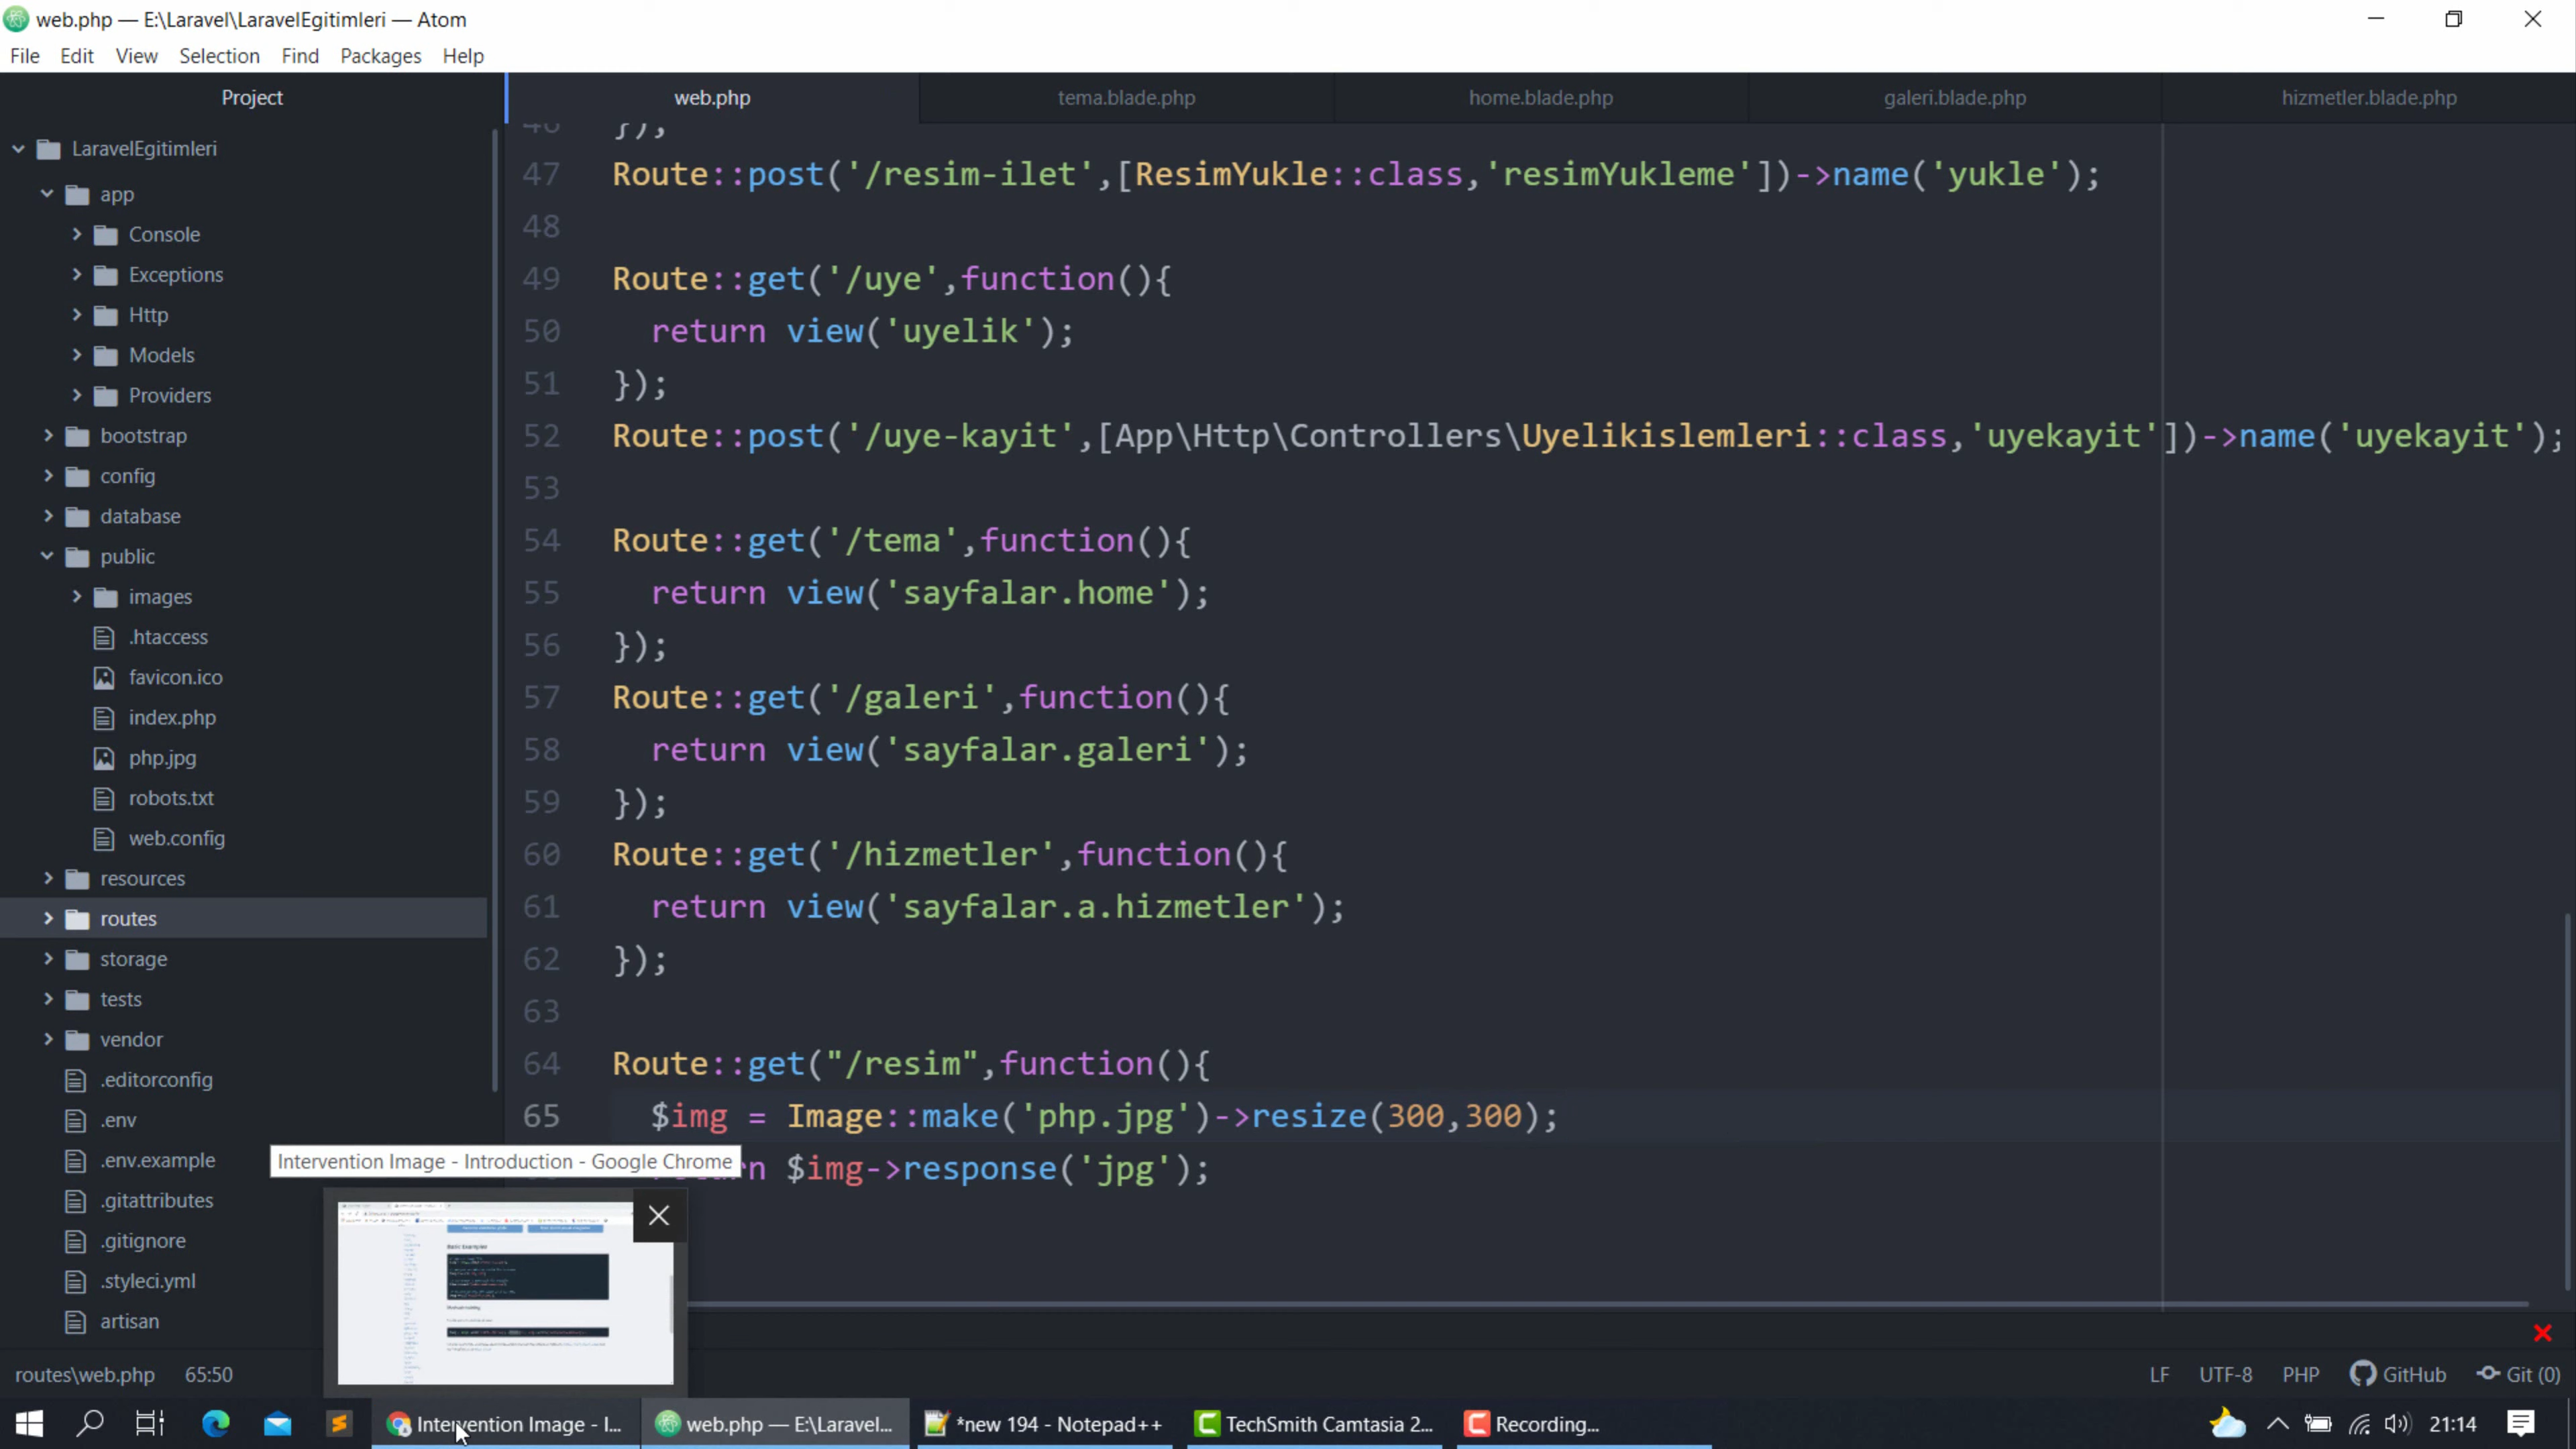 web.php — E:\Laravel\LaravelEgitimleri — Atom
File Edit View Selection Find Packages Help
Project
web.php tema.blade.php home.blade.php galeri.blade.php hizmetler.blade.php
LaravelEgitimleri
app
Console
Exceptions
Http
Models
Providers
bootstrap
config
database
public
images
.htaccess
favicon.ico
index.php
php.jpg
robots.txt
web.config
resources
routes
storage
tests
vendor
.editorconfig
.env
.env.example
.gitattributes
.gitignore
.styleci.yml
artisan
46 });
47 Route::post('/resim-ilet',[ResimYukle::class,'resimYukleme'])->name('yukle');
48
49 Route::get('/uye',function(){
50 return view('uyelik');
51 });
52 Route::post('/uye-kayit',[App\Http\Controllers\Uyelikislemleri::class,'uyekayit'])->name('uyekayit');
53
54 Route::get('/tema',function(){
55 return view('sayfalar.home');
56 });
57 Route::get('/galeri',function(){
58 return view('sayfalar.galeri');
59 });
60 Route::get('/hizmetler',function(){
61 return view('sayfalar.a.hizmetler');
62 });
63
64 Route::get("/resim",function(){
65 $img = Image::make('php.jpg')->resize(300,300);
n $img->response('jpg');
Intervention Image - Introduction - Google Chrome
Basic Examples
routes\web.php 65:50 LF UTF-8 PHP GitHub Git (0)
Intervention Image - I... web.php — E:\Laravel... *new 194 - Notepad++ TechSmith Camtasia 2... Recording... 21:14